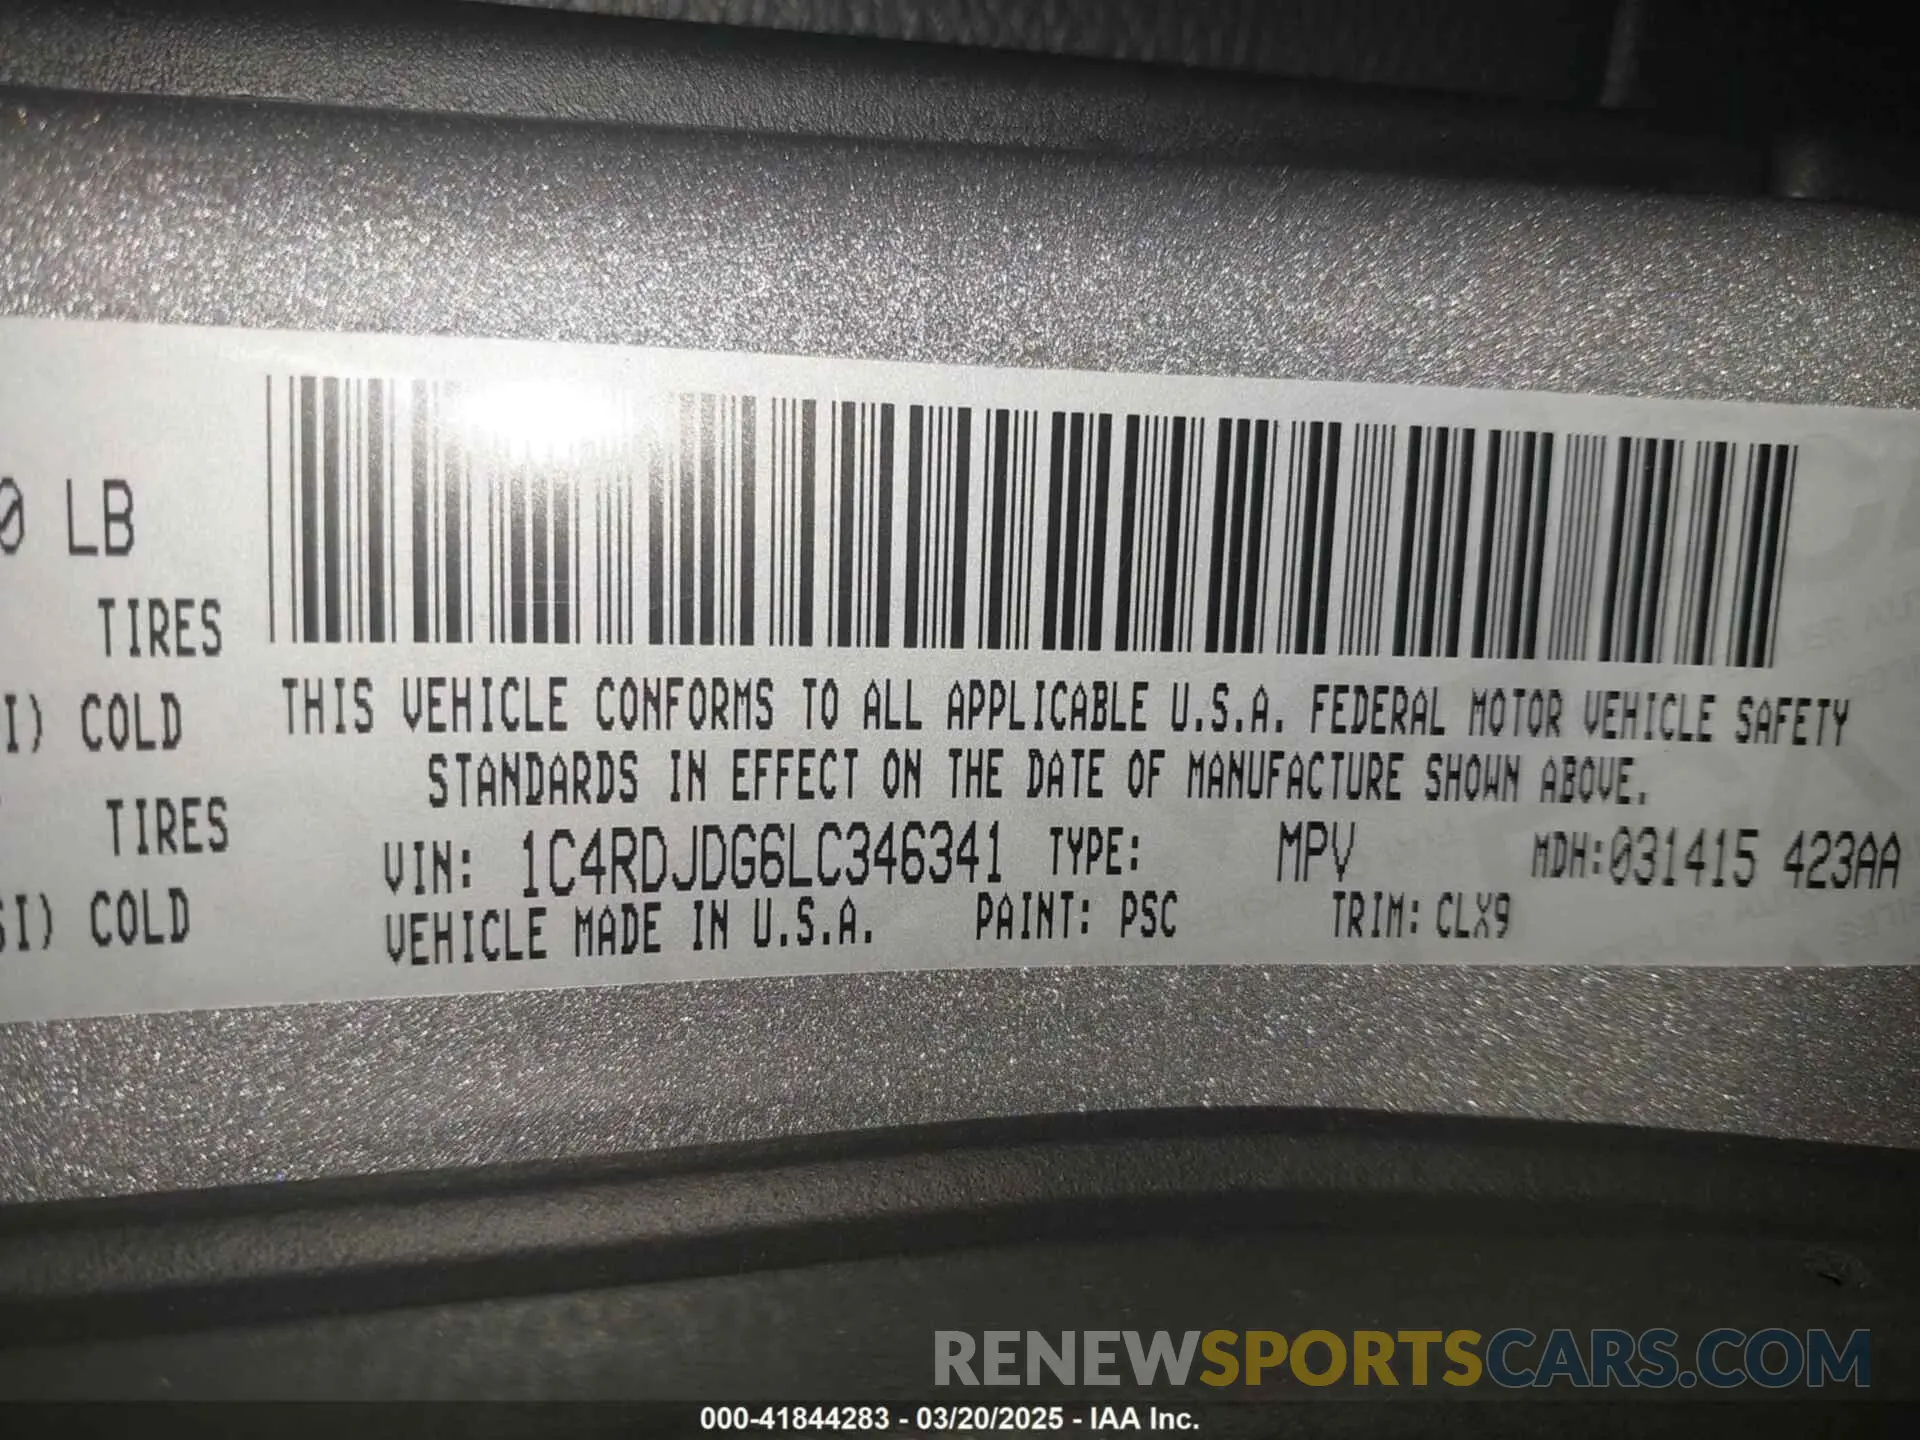 0 LB
TIRES
SI) COLD
TIRES
SI) COLD
THIS VEHICLE CONFORMS TO ALL APPLICABLE U.S.A. FEDERAL MOTOR VEHICLE SAFETY
STANDARDS IN EFFECT ON THE DATE OF MANUFACTURE SHOWN ABOVE.
VIN: 1C4RDJDG6LC346341 TYPE: MPV MDH:031415 423AA
VEHICLE MADE IN U.S.A. PAINT: PSC TRIM: CLX9
RENEWSPORTSCARS.COM
000-41844283 - 03/20/2025 - IAA Inc.